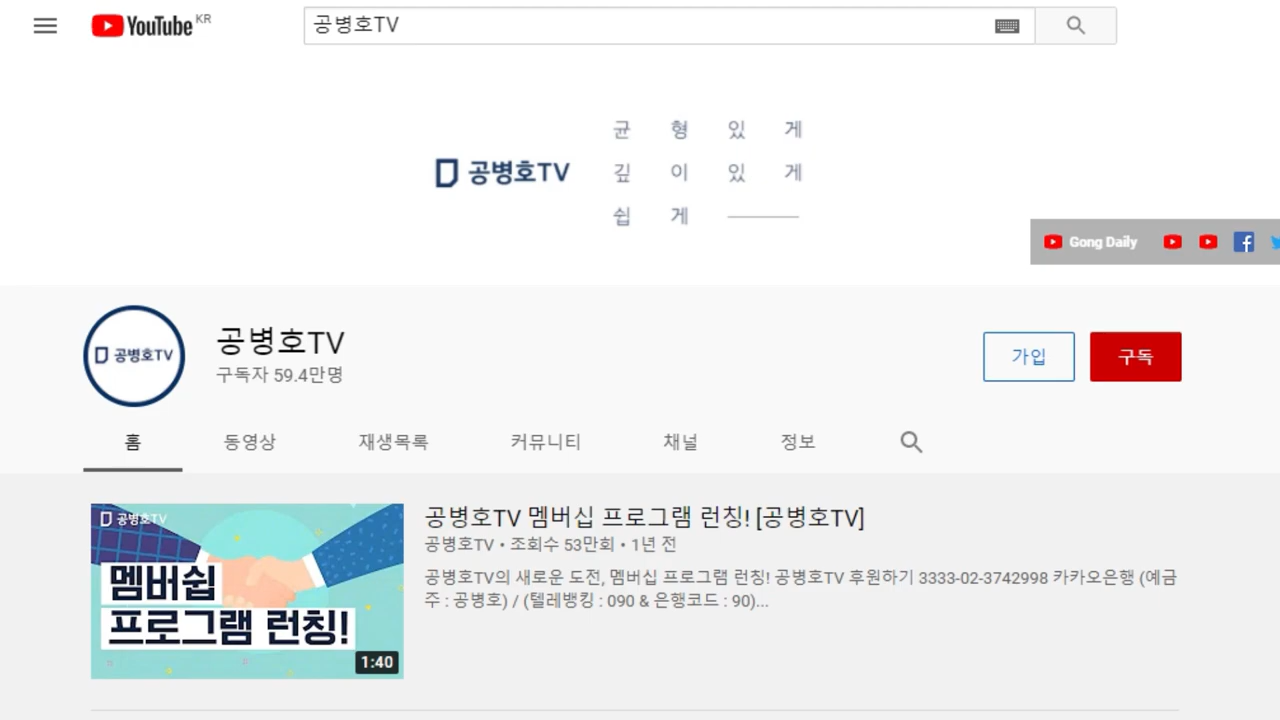 YouTube KR
공병호TV
균 형 있 게
공병호TV 깊 이 있 게
쉽 게
Gong Daily
공병호TV
공병호TV
구독자 59.4만명
가입
구독
홈 동영상 재생목록 커뮤니티 채널 정보
공병호TV
멤버쉽
프로그램 런칭!
1:40
공병호TV 멤버십 프로그램 런칭! [공병호TV]
공병호TV • 조회수 53만회 • 1년 전
공병호TV의 새로운 도전, 멤버십 프로그램 런칭! 공병호TV 후원하기 3333-02-3742998 카카오은행 (예금
주 : 공병호) / (텔레뱅킹 : 090 & 은행코드 : 90)...